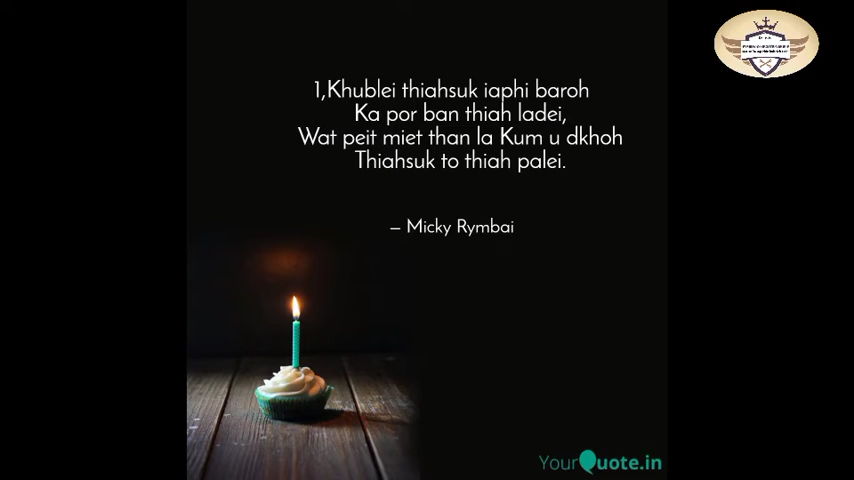 1,Khublei thiahsuk iaphi baroh
Ka por ban thiah ladei,
Wat peit miet than la Kum u dkhoh
Thiahsuk to thiah palei.
– Micky Rymbai
YourQuote.in